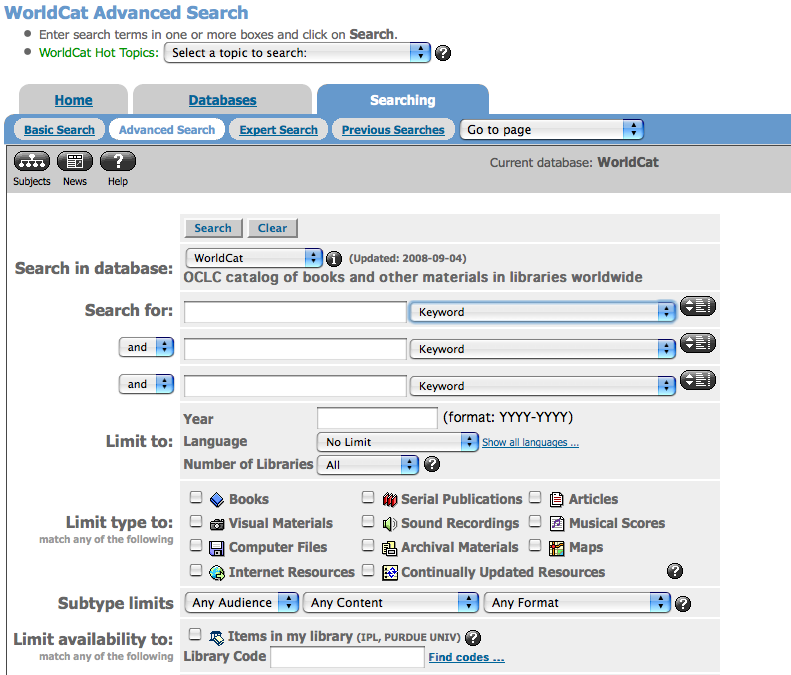 WorldCat Advanced Search
Enter search terms in one or more boxes and click on Search.
WorldCat Hot Topics: Select a topic to search: ?
Home Databases Searching
Basic Search Advanced Search Expert Search Previous Searches Go to page
? Current database: WorldCat
Subjects News Help
Search Clear
Search in database: WorldCat i (Updated: 2008-09-04)
OCLC catalog of books and other materials in libraries worldwide
Search for: Keyword
and Keyword
and Keyword
Year (format: YYYY-YYYY)
Limit to: Language No Limit Show all languages ...
Number of Libraries All ?
Books Serial Publications Articles
Limit type to: Visual Materials Sound Recordings Musical Scores
match any of the following
Computer Files Archival Materials Maps
Internet Resources Continually Updated Resources ?
Subtype limits Any Audience Any Content Any Format ?
Limit availability to: Items in my library (IPL, PURDUE UNIV) ?
match any of the following Library Code Find codes ...